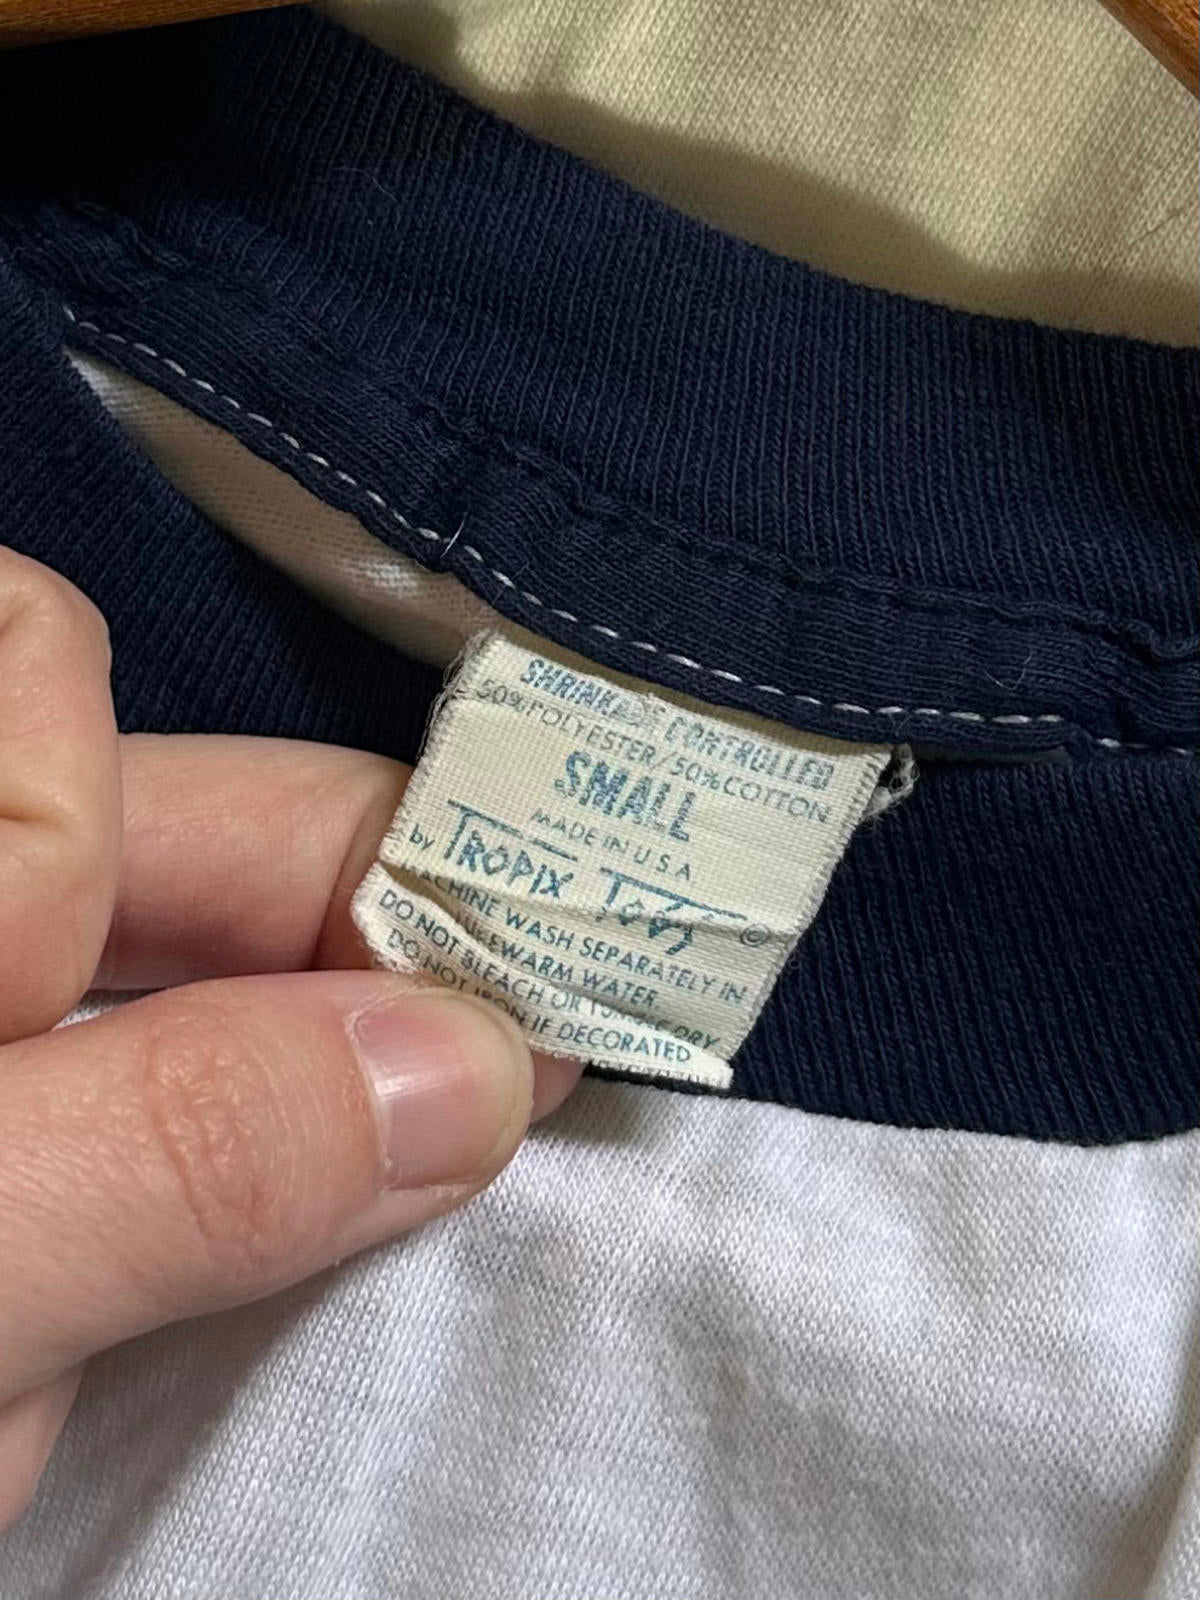 SHRINKAGE CONTROLLED
50% POLYESTER/50% COTTON
SMALL
MADE IN U S A
by TROPIX TOGS ©
MACHINE WASH SEPARATELY IN
LUKEWARM WATER
DO NOT BLEACH OR TUMBLE DRY
DO NOT IRON IF DECORATED